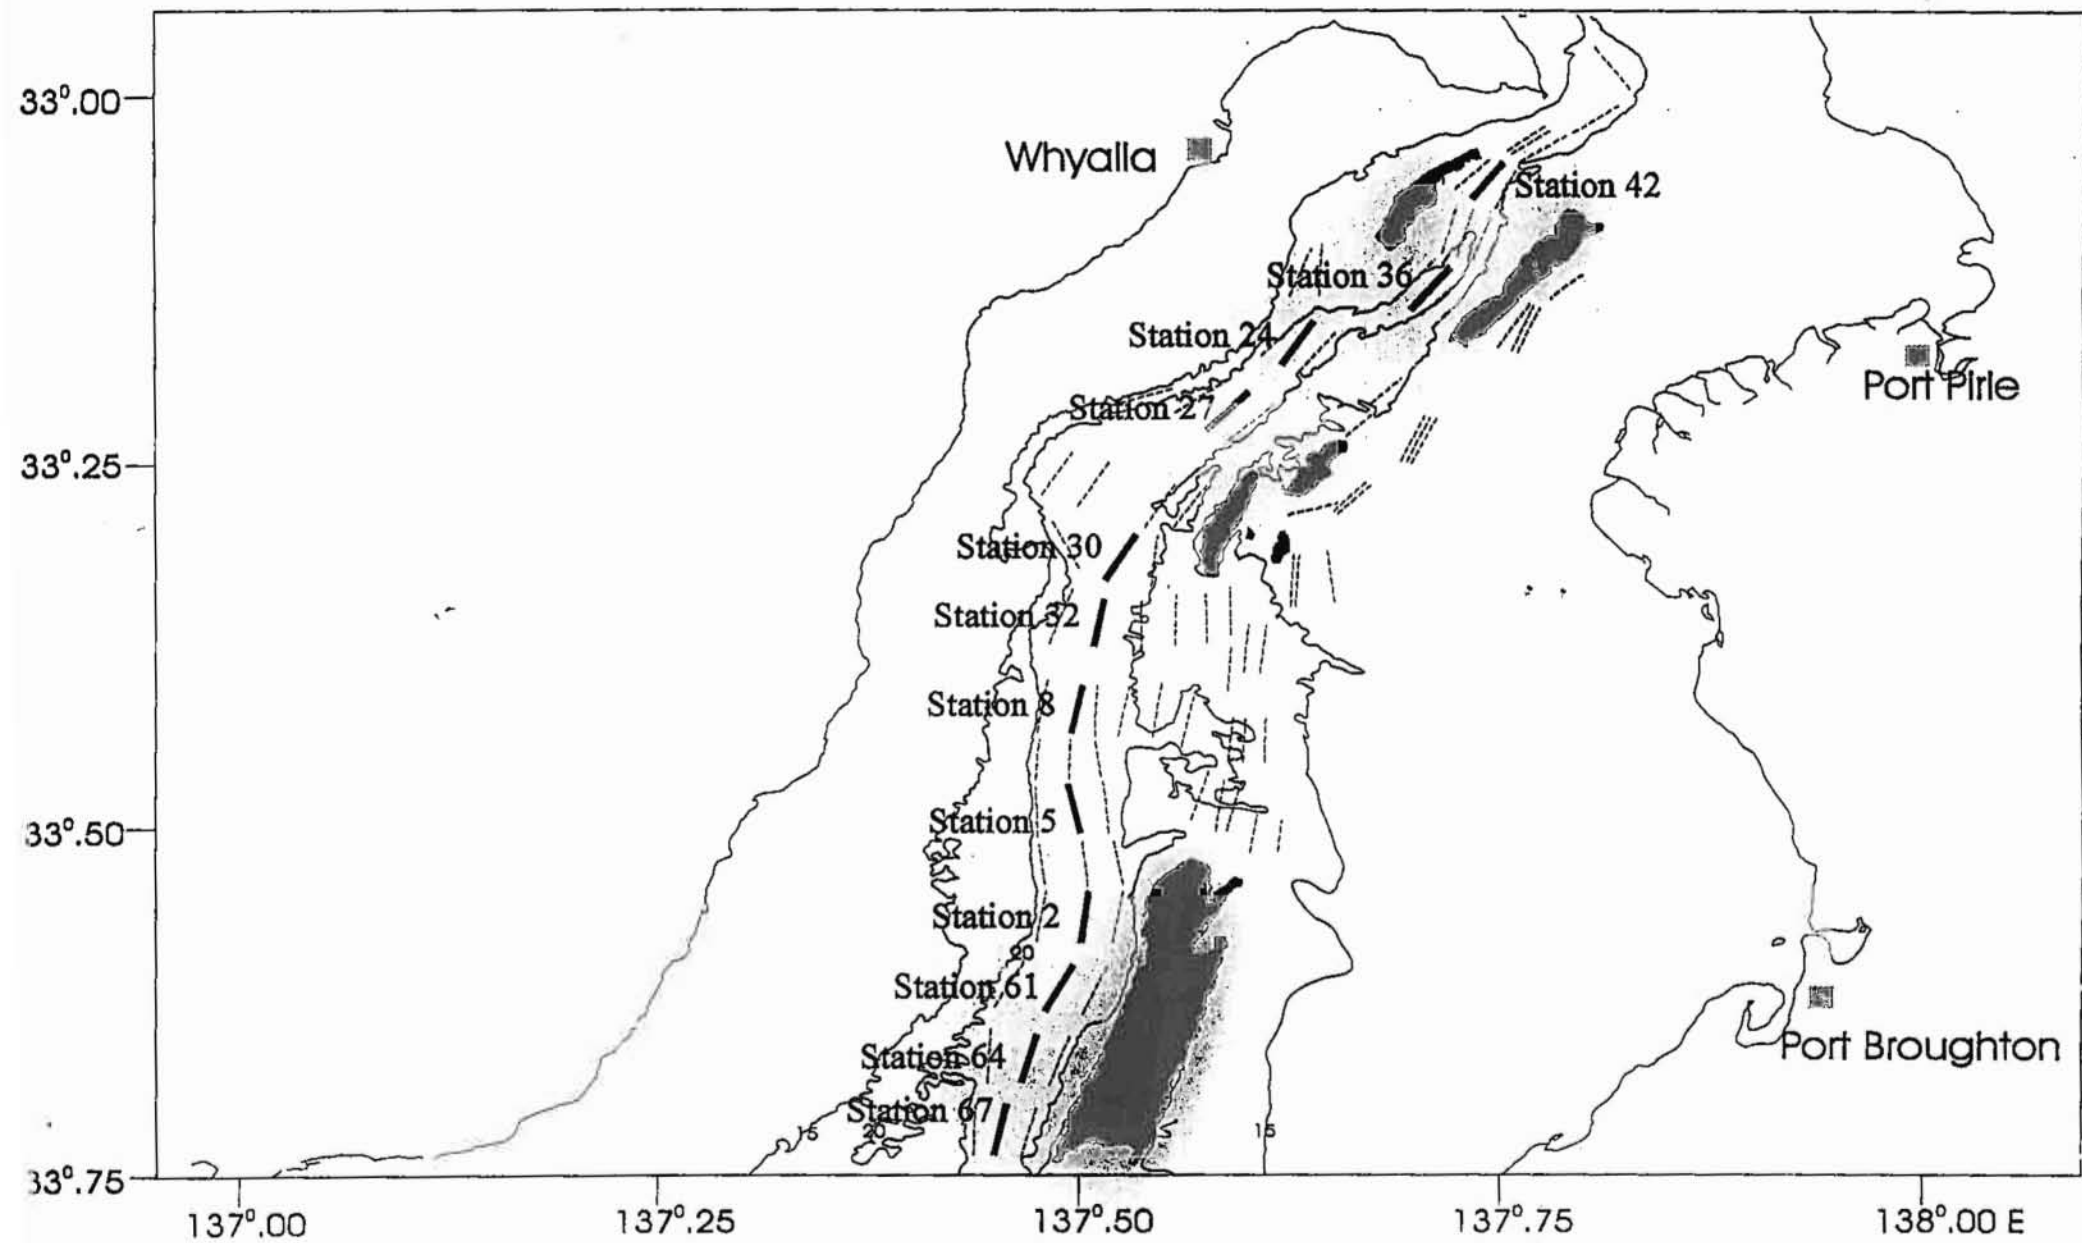 33°.00
Whyalla
Station 42
Station 36
Station 24
Port Pirie
Station 27
33°.25
Station 30
Station 32
Station 8
33°.50
Station 5
Station 2
20
Station 61
Port Broughton
Station 64
Station 67
15
20
15
33°.75
137°.00
137°.25
137°.50
137°.75
138°.00 E